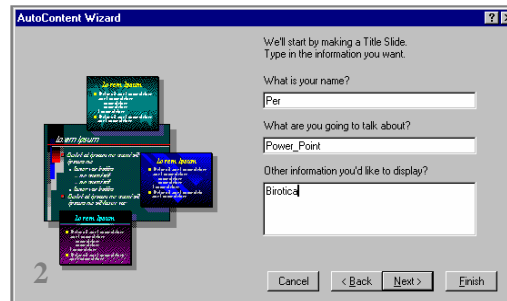 AutoContent Wizard
We'll start by making a Title Slide.
Type in the information you want.
What is your name?
Per
What are you going to talk about?
Power_Point
Other information you'd like to display?
Birotica
Lorem Ipsum
Lorem Ipsum
Lorem Ipsum
Lorem Ipsum
2
Cancel
< Back
Next >
Finish